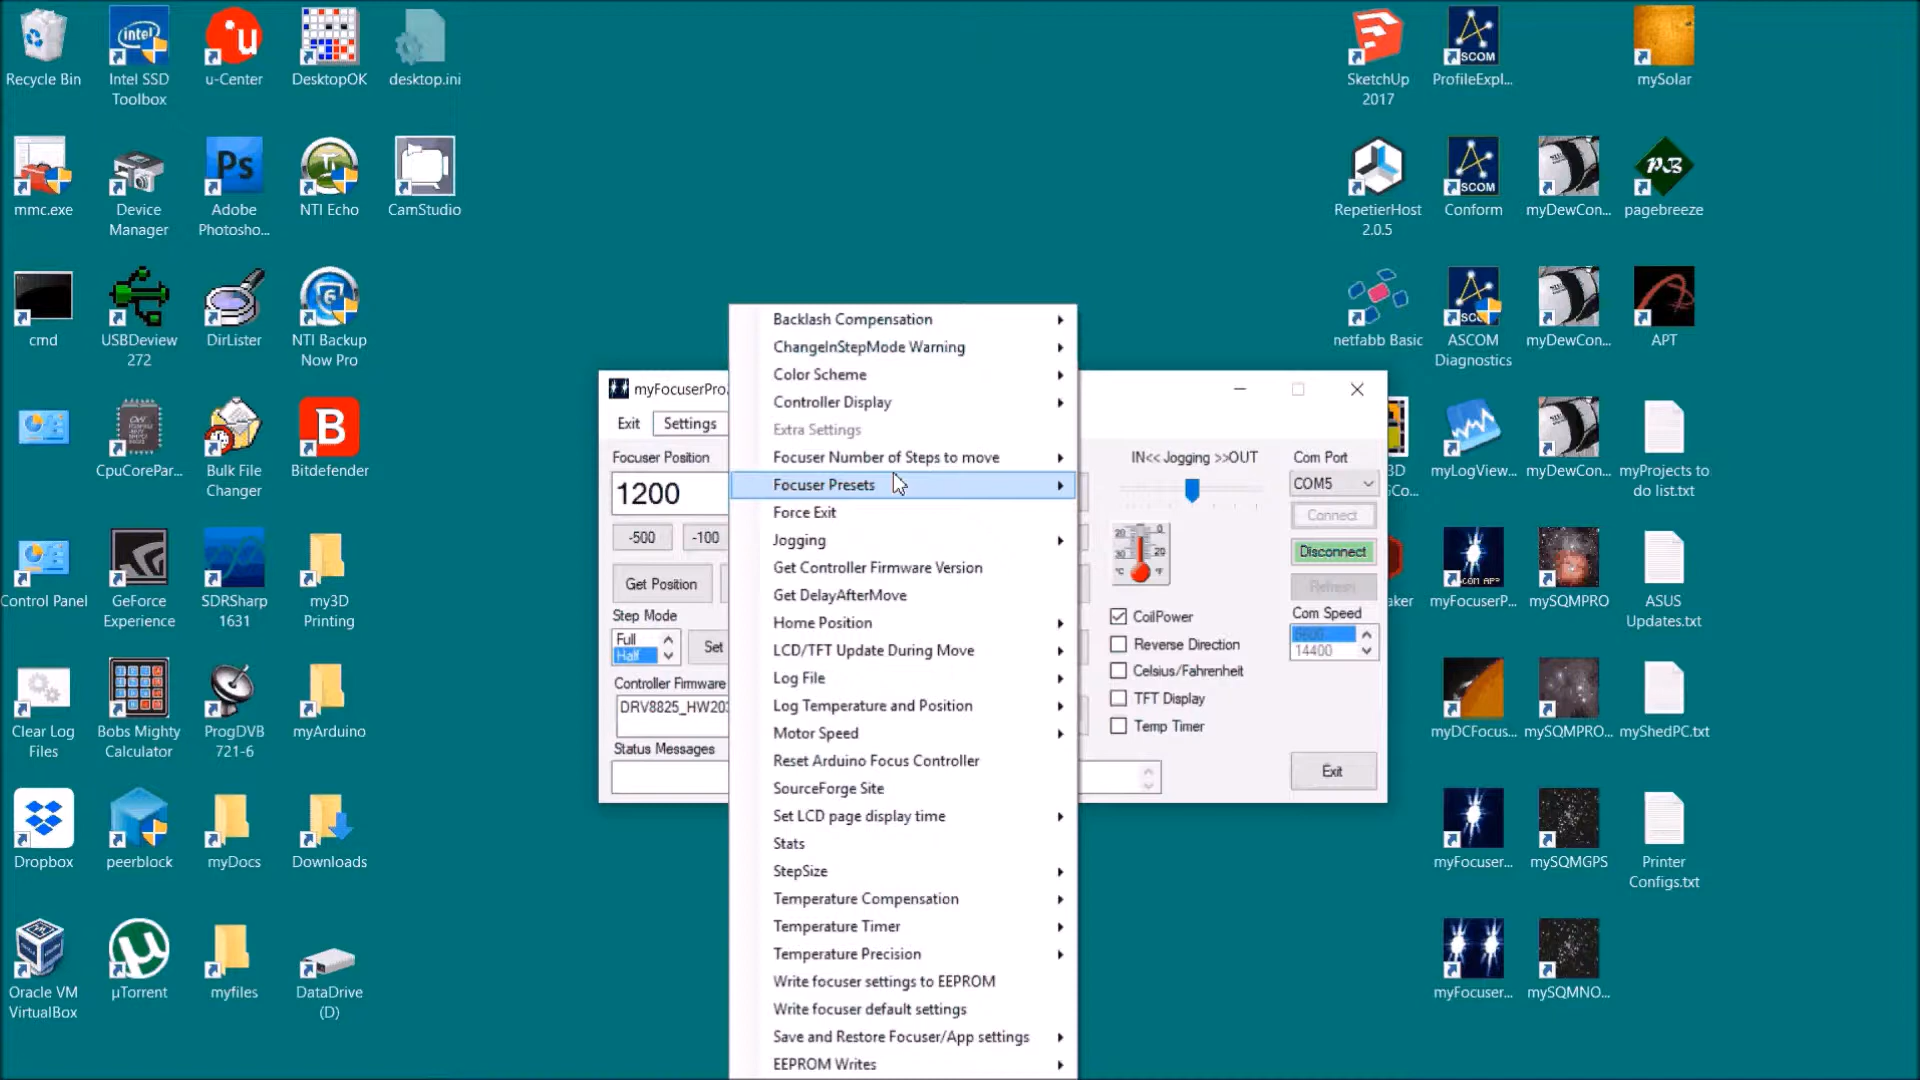 Recycle Bin
Intel SSD
Toolbox
u-Center
DesktopOK
desktop.ini
mmc.exe
Device
Manager
Adobe
Photosho...
NTI Echo
CamStudio
cmd
USBDeview
272
DirLister
NTI Backup
Now Pro
CpuCorePar...
Bulk File
Changer
Bitdefender
Control Panel
GeForce
Experience
SDRSharp
1631
my3D
Printing
Clear Log
Files
Bobs Mighty
Calculator
ProgDVB
721-6
myArduino
Dropbox
peerblock
myDocs
Downloads
Oracle VM
VirtualBox
µTorrent
myfiles
DataDrive
(D)
myFocuserPro
Exit
Settings
Focuser Position
1200
-500
-100
Get Position
Step Mode
Full
Half
Set
Controller Firmware
DRV8825_HW203
Status Messages
Backlash Compensation
ChangeInStepMode Warning
Color Scheme
Controller Display
Extra Settings
Focuser Number of Steps to move
Focuser Presets
Force Exit
Jogging
Get Controller Firmware Version
Get DelayAfterMove
Home Position
LCD/TFT Update During Move
Log File
Log Temperature and Position
Motor Speed
Reset Arduino Focus Controller
SourceForge Site
Set LCD page display time
Stats
StepSize
Temperature Compensation
Temperature Timer
Temperature Precision
Write focuser settings to EEPROM
Write focuser default settings
Save and Restore Focuser/App settings
EEPROM Writes
IN<< Jogging >>OUT
CoilPower
Reverse Direction
Celsius/Fahrenheit
TFT Display
Temp Timer
Com Port
COM5
Connect
Disconnect
Refresh
Com Speed
9600
14400
Exit
SketchUp
2017
ProfileExpl...
mySolar
RepetierHost
2.0.5
Conform
myDewCon...
pagebreeze
netfabb Basic
ASCOM
Diagnostics
myDewCon...
APT
3D
Co...
myLogView...
myDewCon...
myProjects to
do list.txt
aker
myFocuserP...
mySQMPRO
ASUS
Updates.txt
myDCFocus...
mySQMPRO...
myShedPC.txt
myFocuser...
mySQMGPS
Printer
Configs.txt
myFocuser...
mySQMNO...